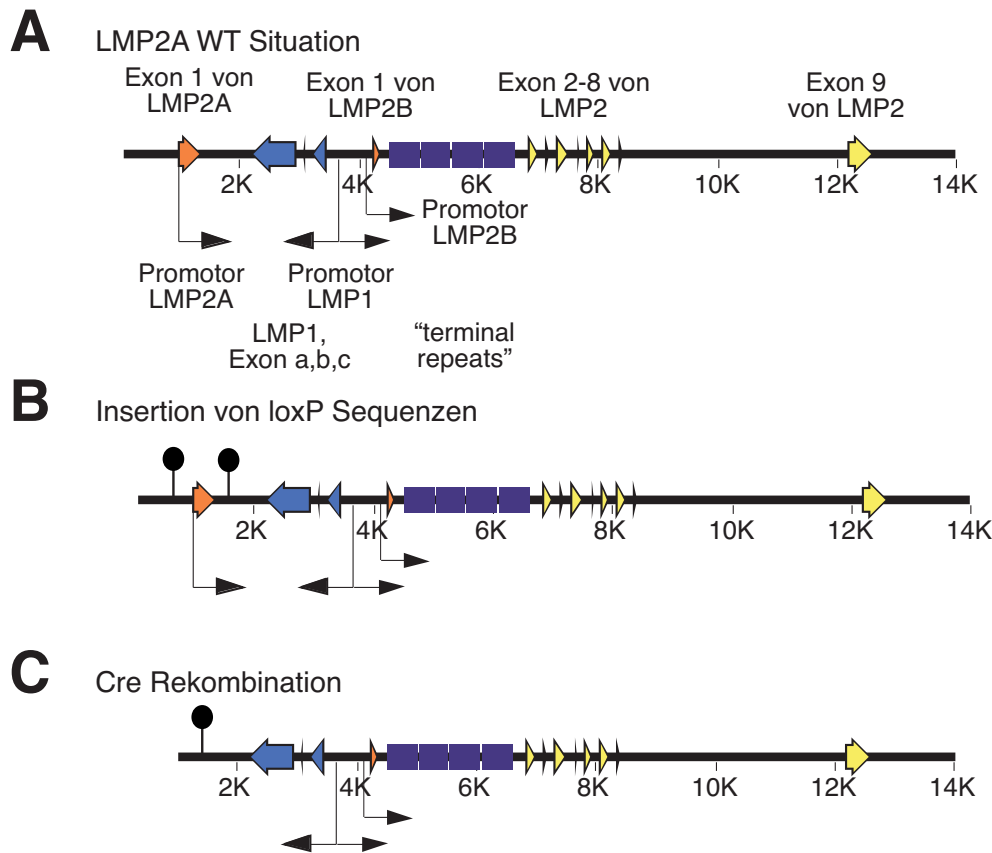 A
LMP2A WT Situation
Exon 1 von
LMP2A
Exon 1 von
LMP2B
Exon 2-8 von
LMP2
Exon 9
von LMP2
2K 4K 6K 8K 10K 12K 14K
Promotor
LMP2B
Promotor
LMP2A
Promotor
LMP1
LMP1,
Exon a,b,c
“terminal
repeats”
B
Insertion von loxP Sequenzen
2K 4K 6K 8K 10K 12K 14K
C
Cre Rekombination
2K 4K 6K 8K 10K 12K 14K